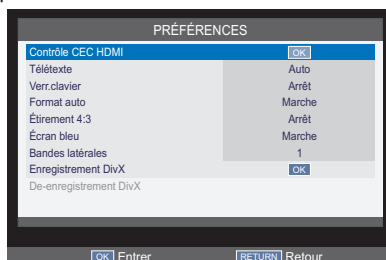 PRÉFÉRENCES
Contrôle CEC HDMI OK
Télétexte Auto
Verr.clavier Arrêt
Format auto Marche
Étirement 4:3 Arrêt
Écran bleu Marche
Bandes latérales 1
Enregistrement DivX OK
De-enregistrement DivX
OK Entrer RETURN Retour